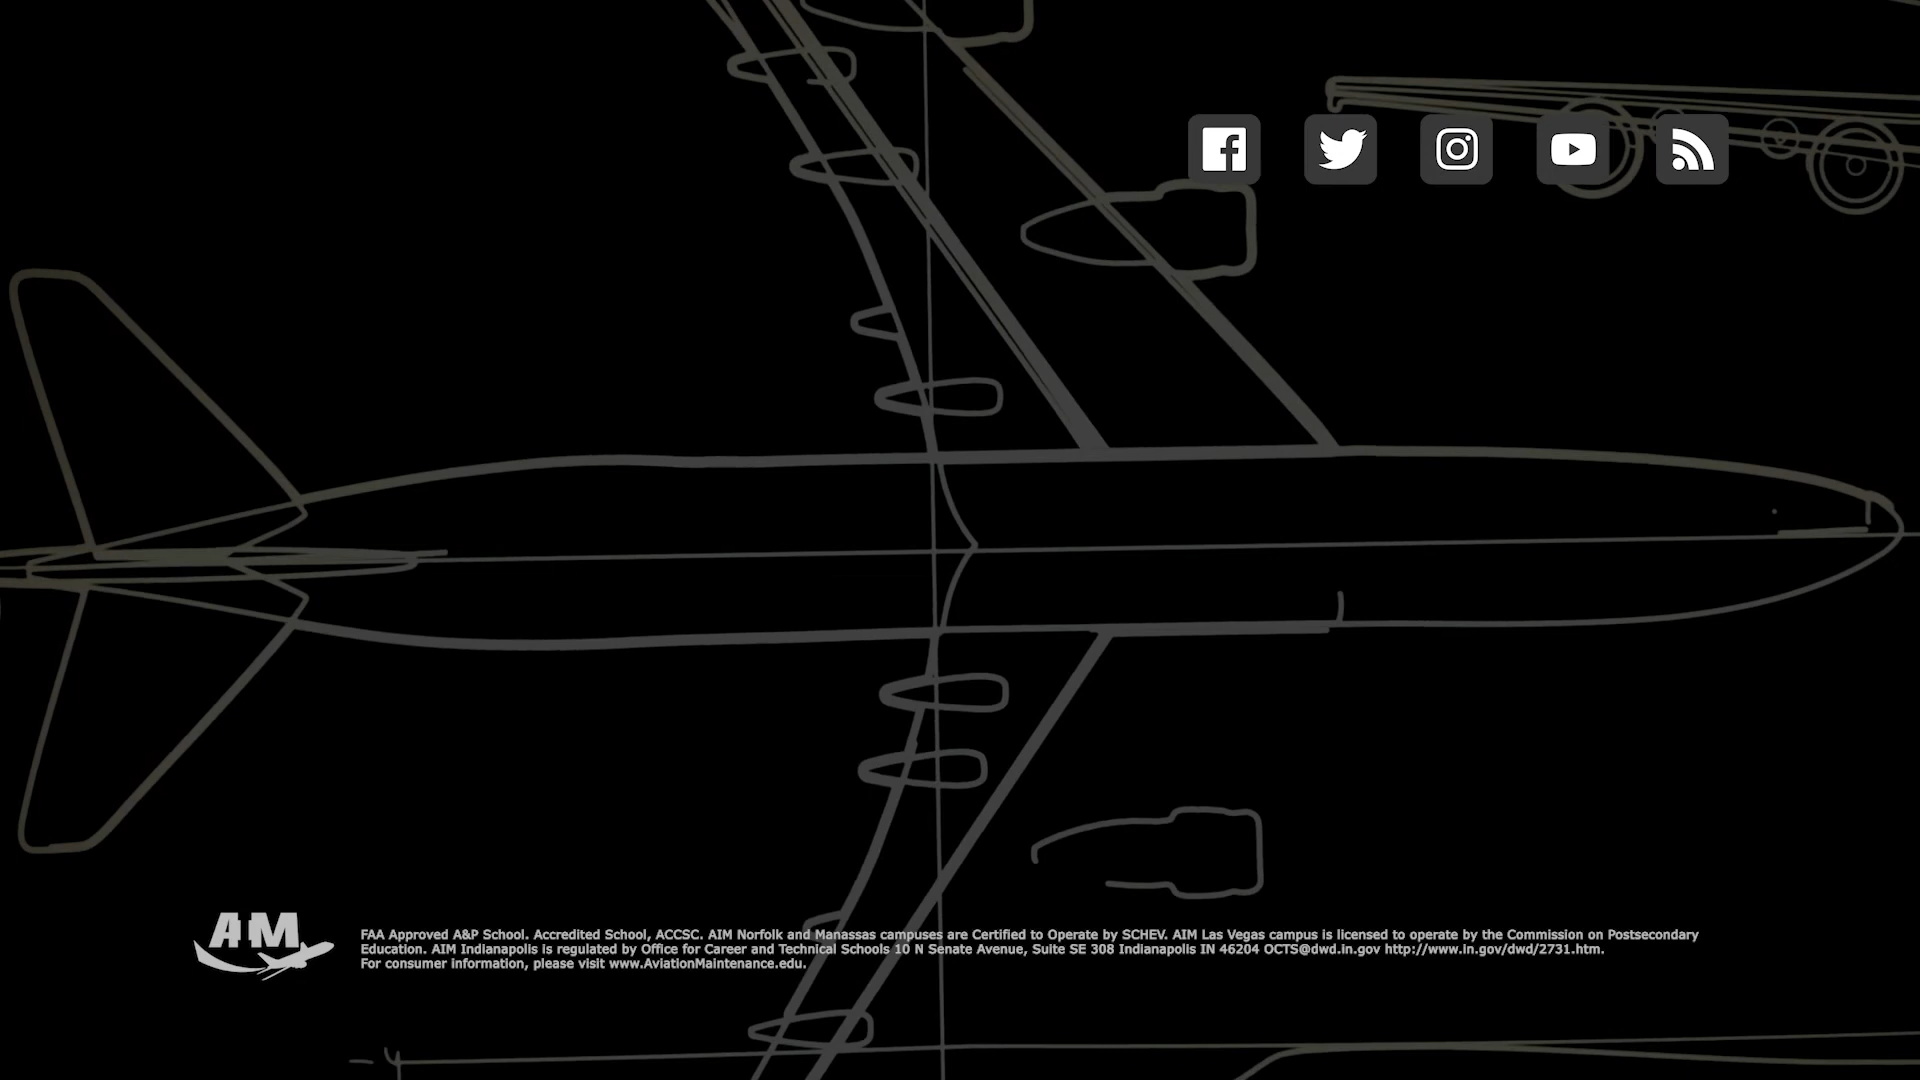 AIM
FAA Approved A&P School. Accredited School, ACCSC. AIM Norfolk and Manassas campuses are Certified to Operate by SCHEV. AIM Las Vegas campus is licensed to operate by the Commission on Postsecondary
Education. AIM Indianapolis is regulated by Office for Career and Technical Schools 10 N Senate Avenue, Suite SE 308 Indianapolis IN 46204 OCTS@dwd.in.gov http://www.in.gov/dwd/2731.htm.
For consumer information, please visit www.AviationMaintenance.edu.